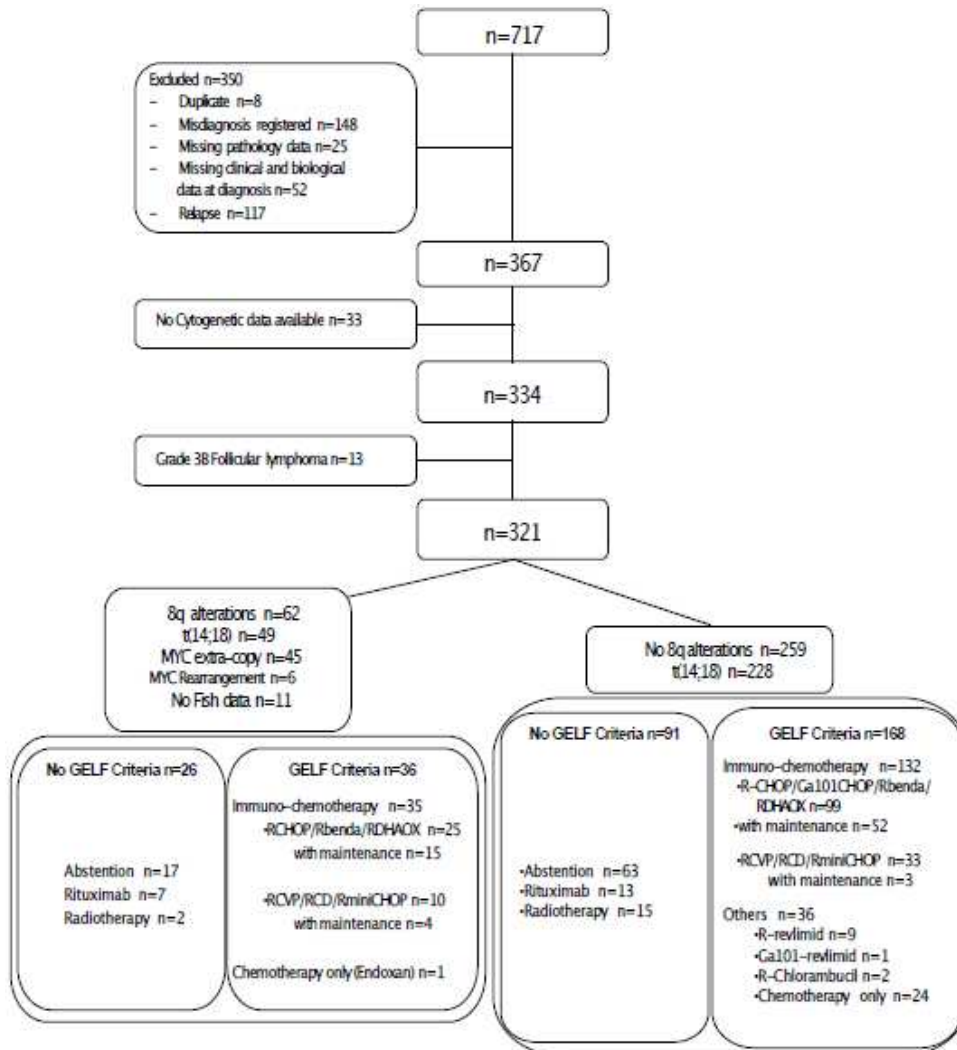 n=717
Excluded n=350
– Duplicate n=8
– Misdiagnosis registered n=148
– Missing pathology data n=25
– Missing clinical and biological
data at diagnosis n=52
– Relapse n=117
n=367
No Cytogenetic data available n=33
n=334
Grade 3B Follicular lymphoma n=13
n=321
8q alterations n=62
t(14;18) n=49
MYC extra-copy n=45
MYC Rearrangement n=6
No Fish data n=11
No 8q alterations n=259
t(14;18) n=228
No GELF Criteria n=26
Abstention n=17
Rituximab n=7
Radiotherapy n=2
GELF Criteria n=36
Immuno-chemotherapy n=35
•RCHOP/Rbenda/RDHAOX n=25
with maintenance n=15
•RCVP/RCD/RminiCHOP n=10
with maintenance n=4
Chemotherapy only (Endoxan) n=1
No GELF Criteria n=91
•Abstention n=63
•Rituximab n=13
•Radiotherapy n=15
GELF Criteria n=168
Immuno-chemotherapy n=132
•R-CHOP/Ga101CHOP/Rbenda/
RDHAOX n=99
•with maintenance n=52
•RCVP/RCD/RminiCHOP n=33
with maintenance n=3
Others n=36
•R-revlimid n=9
•Ga101-revlimid n=1
•R-Chlorambucil n=2
•Chemotherapy only n=24